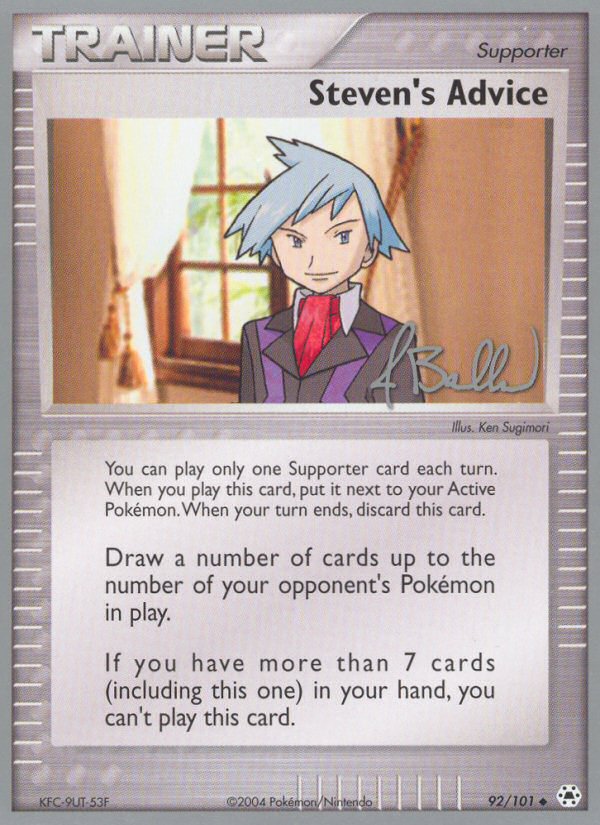 TRAINER
Supporter
Steven's Advice
Illus. Ken Sugimori
You can play only one Supporter card each turn.
When you play this card, put it next to your Active
Pokémon. When your turn ends, discard this card.
Draw a number of cards up to the
number of your opponent's Pokémon
in play.
If you have more than 7 cards
(including this one) in your hand, you
can't play this card.
KFC-9UT-53F
©2004 Pokémon/Nintendo
92/101